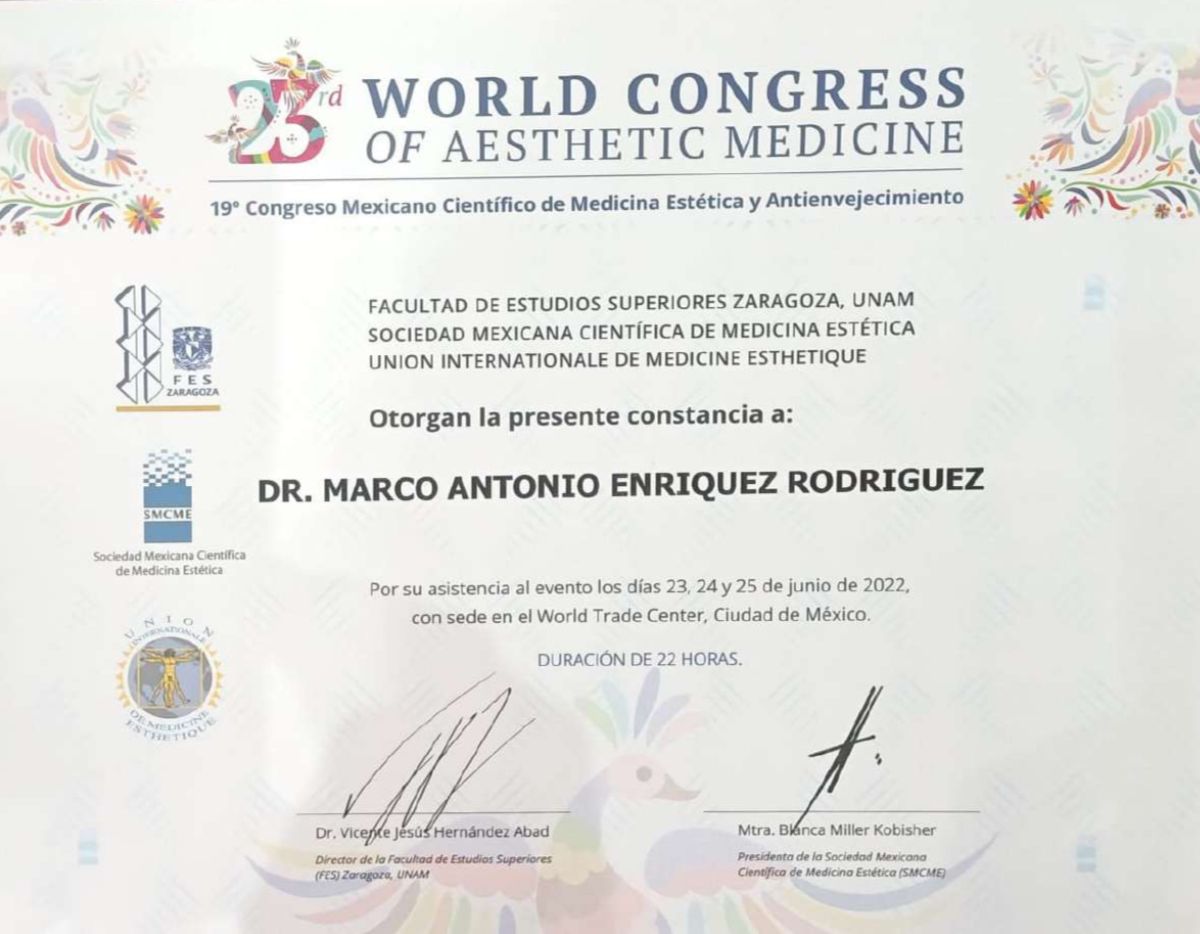 23rd WORLD CONGRESS
OF AESTHETIC MEDICINE
19° Congreso Mexicano Científico de Medicina Estética y Antienvejecimiento
FACULTAD DE ESTUDIOS SUPERIORES ZARAGOZA, UNAM
SOCIEDAD MEXICANA CIENTÍFICA DE MEDICINA ESTÉTICA
UNION INTERNATIONALE DE MEDICINE ESTHETIQUE
FES
ZARAGOZA
Otorgan la presente constancia a:
DR. MARCO ANTONIO ENRIQUEZ RODRIGUEZ
SMCME
Sociedad Mexicana Científica
de Medicina Estética
Por su asistencia al evento los días 23, 24 y 25 de junio de 2022,
con sede en el World Trade Center, Ciudad de México.
UNION
INTERNATIONALE
DE MEDICINE
ESTHETIQUE
DURACIÓN DE 22 HORAS.
Dr. Vicente Jesús Hernández Abad
Director de la Facultad de Estudios Superiores
(FES) Zaragoza, UNAM
Mtra. Blanca Miller Kobisher
Presidenta de la Sociedad Mexicana
Científica de Medicina Estética (SMCME)